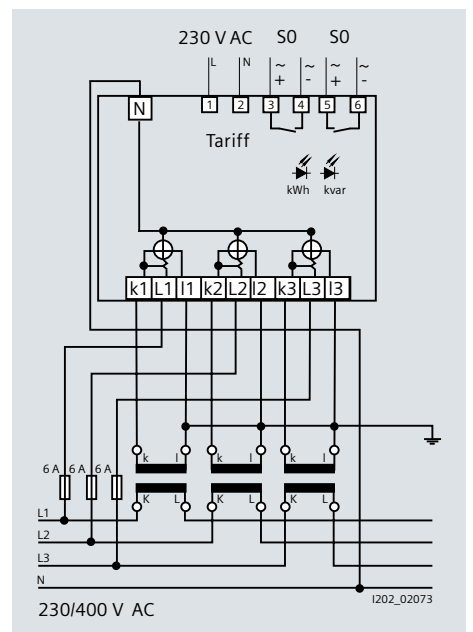 230 V AC S0 S0
L N ~ ~ ~ ~
+ - + -
N 1 2 3 4 5 6
Tariff
kWh kvar
k1 L1 l1 k2 L2 l2 k3 L3 l3
k l k l k l
6 A 6 A 6 A
K L K L K L
L1
L2
L3
N
I202_02073
230/400 V AC